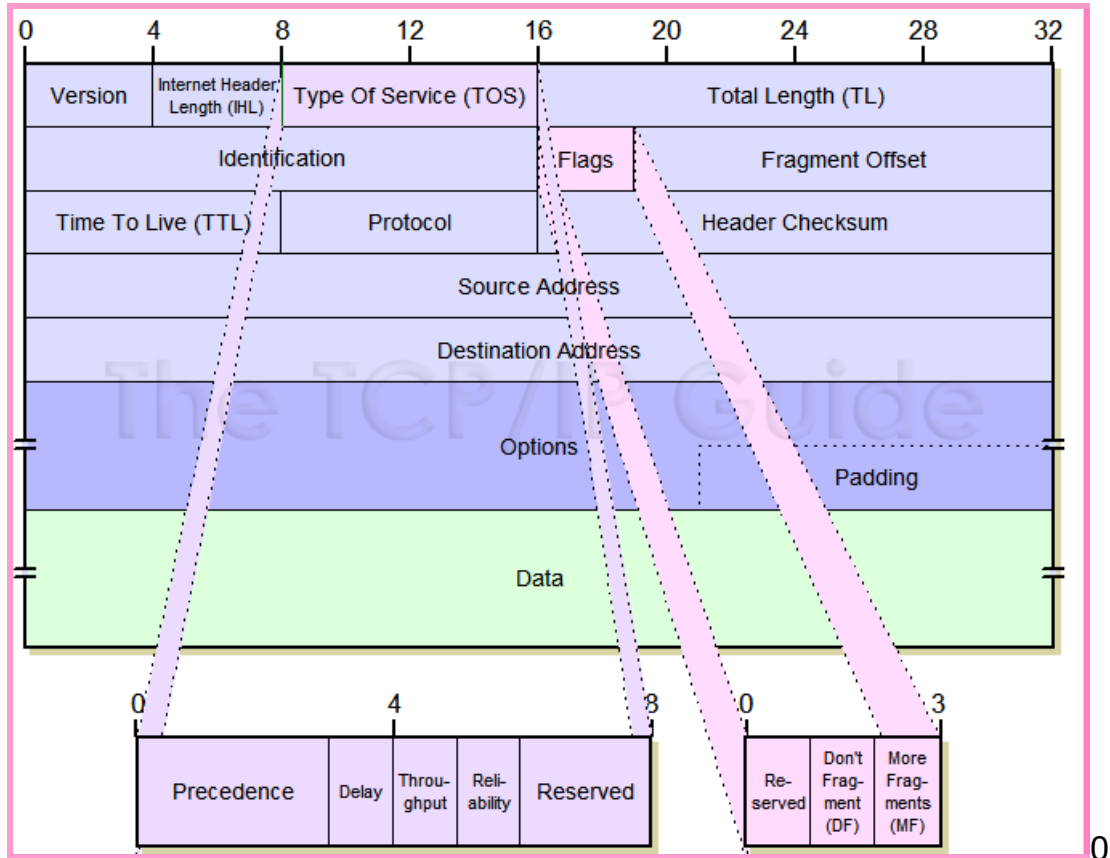 0 4 8 12 16 20 24 28 32
Version
Internet Header
Length (IHL)
Type Of Service (TOS)
Total Length (TL)
Identification
Flags
Fragment Offset
Time To Live (TTL)
Protocol
Header Checksum
Source Address
Destination Address
The TCP/IP Guide
Options
Padding
Data
0 4 8
0 3
Precedence
Delay
Throu-
ghput
Reli-
ability
Reserved
Re-
served
Don't
Frag-
ment
(DF)
More
Frag-
ments
(MF)
0